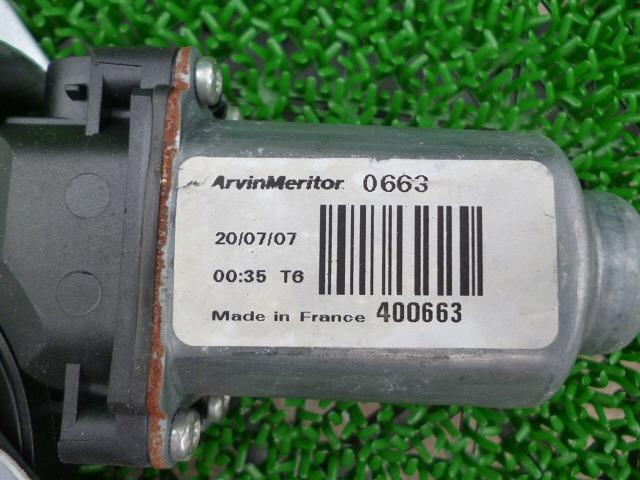 ArvinMeritor 0663
20/07/07
00:35 T6
Made in France 400663